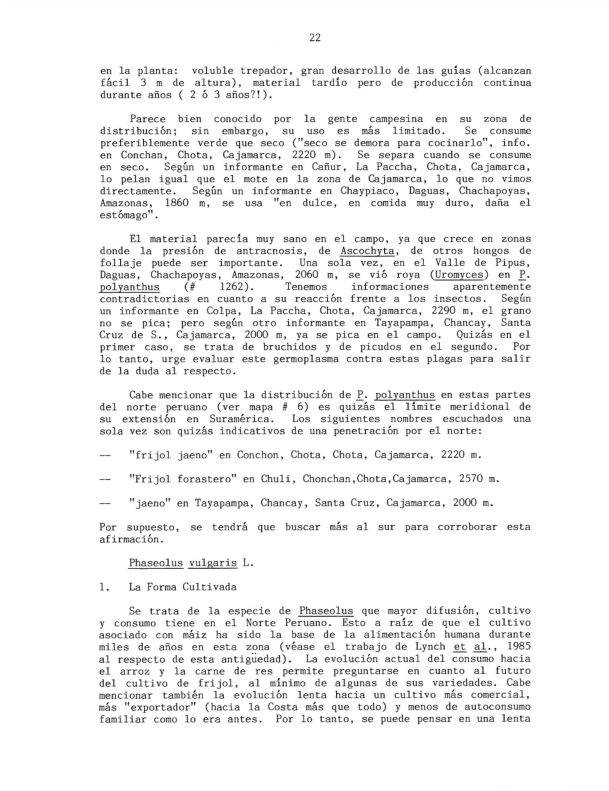 22
en la planta: voluble trepador, gran desarrollo de las guías (alcanzan
fácil 3 m de altura), material tardío pero de producción continua
durante años ( 2 ó 3 años?!).
Parece bien conocido por la gente campesina en su zona de
distribución; sin embargo, su uso es más limitado. Se consume
preferiblemente verde que seco ("seco se demora para cocinarlo", info.
en Conchan, Chota, Cajamarca, 2220 m). Se separa cuando se consume
en seco. Según un informante en Cañur, La Paccha, Chota, Cajamarca,
lo pelan igual que el mote en la zona de Cajamarca, lo que no vimos
directamente. Según un informante en Chaypiaco, Daguas, Chachapoyas,
Amazonas, 1860 m, se usa "en dulce, en comida muy duro, daña el
estómago".
El material parecía muy sano en el campo, ya que crece en zonas
donde la presión de antracnosis, de Ascochyta, de otros hongos de
follaje puede ser importante. Una sola vez, en el Valle de Pipus,
Daguas, Chachapoyas, Amazonas, 2060 m, se vió roya (Uromyces) en P.
polyanthus (# 1262). Tenemos informaciones aparentemente
contradictorias en cuanto a su reacción frente a los insectos. Según
un informante en Colpa, La Paccha, Chota, Cajamarca, 2290 m, el grano
no se pica; pero según otro informante en Tayapampa, Chancay, Santa
Cruz de S., Cajamarca, 2000 m, ya se pica en el campo. Quizás en el
primer caso, se trata de bruchidos y de picudos en el segundo. Por
lo tanto, urge evaluar este germoplasma contra estas plagas para salir
de la duda al respecto.
Cabe mencionar que la distribución de P. polyanthus en estas partes
del norte peruano (ver mapa # 6) es quizás el límite meridional de
su extensión en Suramérica. Los siguientes nombres escuchados una
sola vez son quizás indicativos de una penetración por el norte:
-- "frijol jaeno" en Conchon, Chota, Chota, Cajamarca, 2220 m.
-- "Frijol forastero" en Chuli, Chonchan,Chota,Cajamarca, 2570 m.
-- "jaeno" en Tayapampa, Chancay, Santa Cruz, Cajamarca, 2000 m.
Por supuesto, se tendrá que buscar más al sur para corroborar esta
afirmación.
Phaseolus vulgaris L.
1. La Forma Cultivada
Se trata de la especie de Phaseolus que mayor difusión, cultivo
y consumo tiene en el Norte Peruano. Esto a raíz de que el cultivo
asociado con máiz ha sido la base de la alimentación humana durante
miles de años en esta zona (véase el trabajo de Lynch et al., 1985
al respecto de esta antigüedad). La evolución actual del consumo hacia
el arroz y la carne de res permite preguntarse en cuanto al futuro
del cultivo de frijol, al mínimo de algunas de sus variedades. Cabe
mencionar también la evolución lenta hacia un cultivo más comercial,
más "exportador" (hacia la Costa más que todo) y menos de autoconsumo
familiar como lo era antes. Por lo tanto, se puede pensar en una lenta